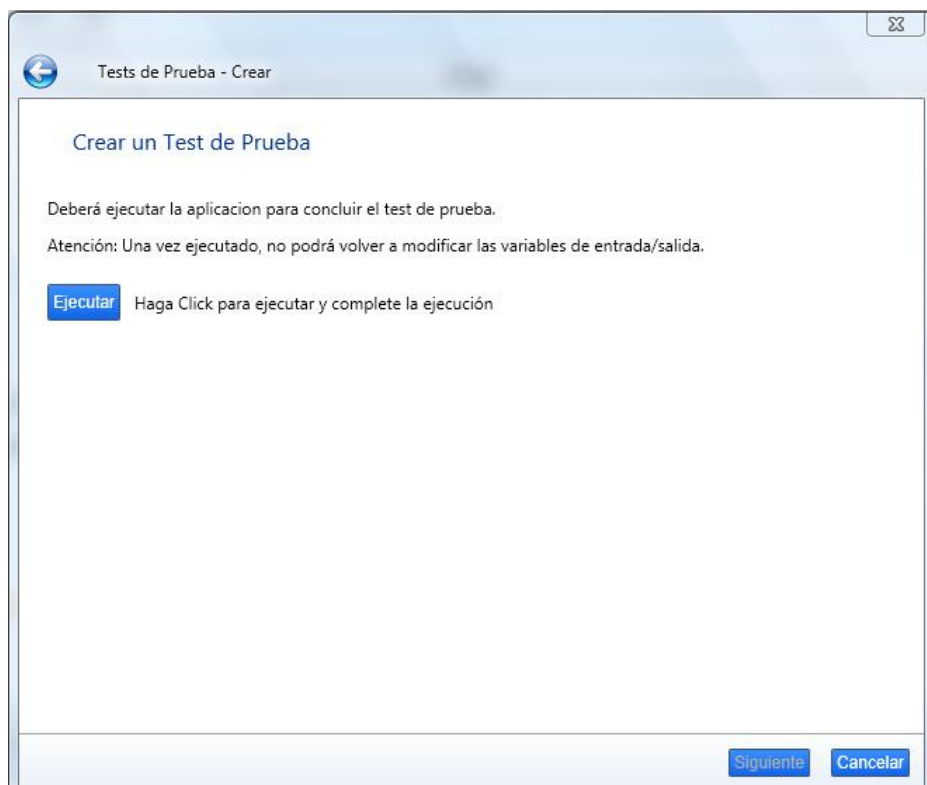 Tests de Prueba - Crear
Crear un Test de Prueba
Deberá ejecutar la aplicacion para concluir el test de prueba.
Atención: Una vez ejecutado, no podrá volver a modificar las variables de entrada/salida.
Ejecutar Haga Click para ejecutar y complete la ejecución
Siguiente Cancelar